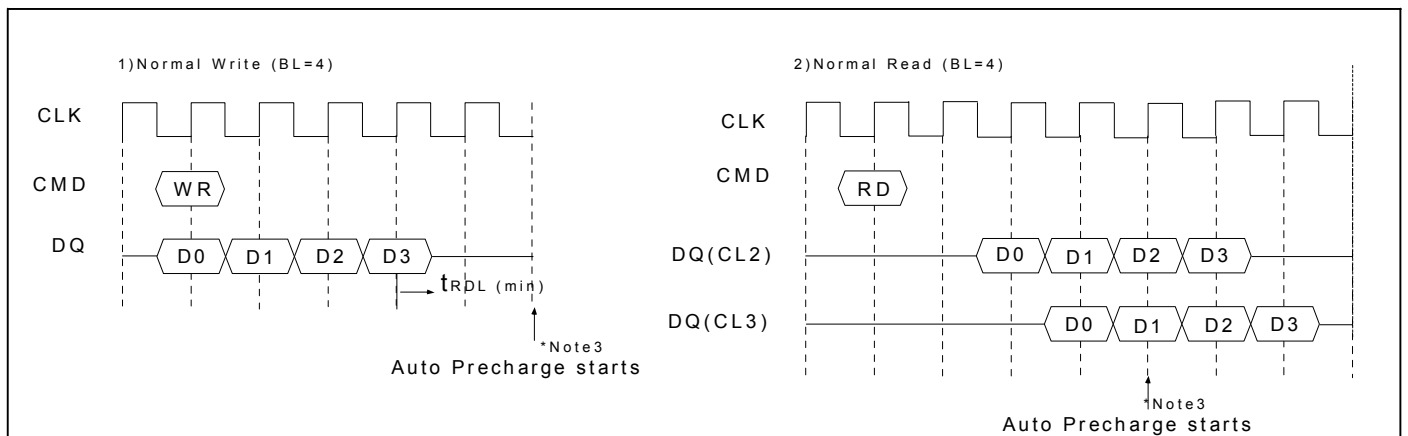 1)Normal Write (BL=4)
CLK
CMD
WR
DQ
D0 D1 D2 D3
tRDL (min)
*Note3
Auto Precharge starts
2)Normal Read (BL=4)
CLK
CMD
RD
DQ(CL2)
D0 D1 D2 D3
DQ(CL3)
D0 D1 D2 D3
*Note3
Auto Precharge starts